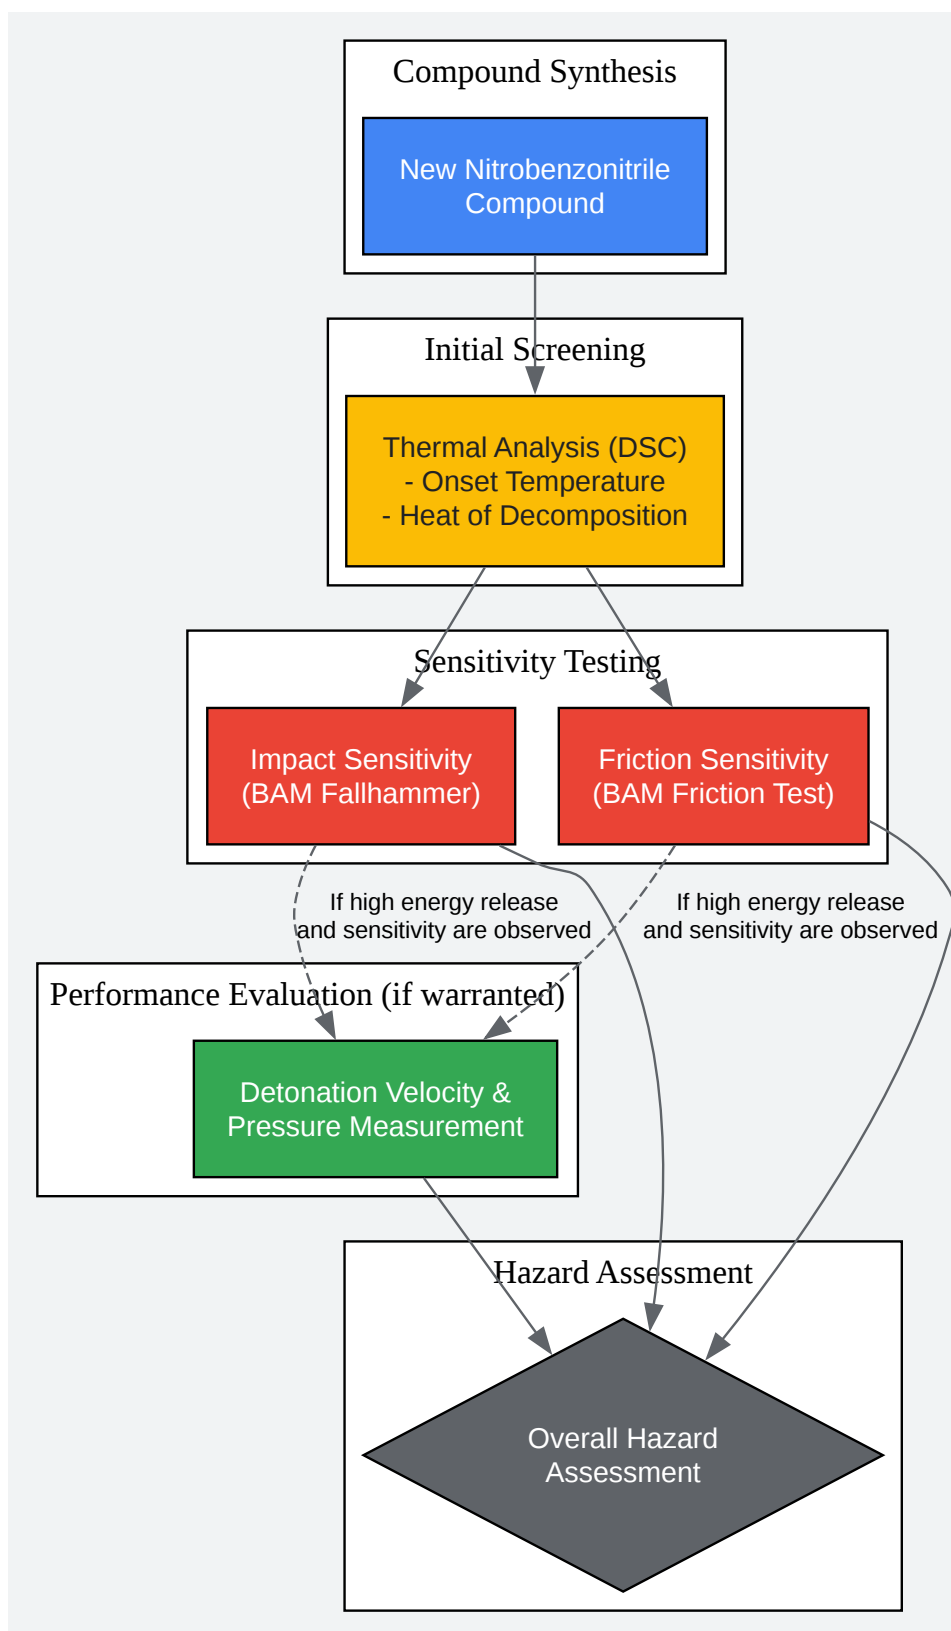 Compound Synthesis
New Nitrobenzonitrile
Compound
Initial Screening
Thermal Analysis (DSC)
- Onset Temperature
- Heat of Decomposition
Sensitivity Testing
Impact Sensitivity
(BAM Fallhammer)
Friction Sensitivity
(BAM Friction Test)
If high energy release
and sensitivity are observed
If high energy release
and sensitivity are observed
Performance Evaluation (if warranted)
Detonation Velocity &
Pressure Measurement
Hazard Assessment
Overall Hazard
Assessment